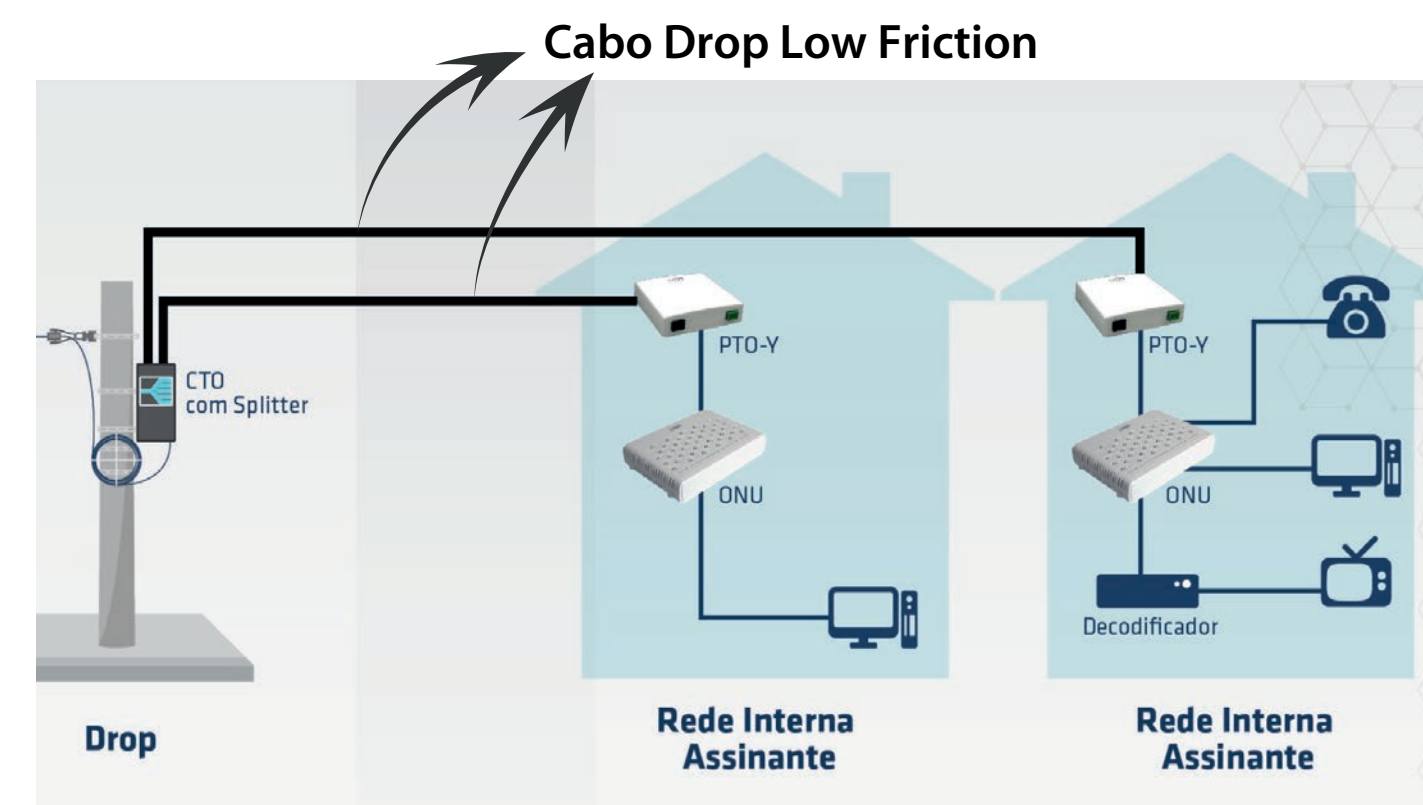 Cabo Drop Low Friction
CTO
com Splitter
PTO-Y
PTO-Y
ONU
ONU
Decodificador
Drop
Rede Interna
Assinante
Rede Interna
Assinante